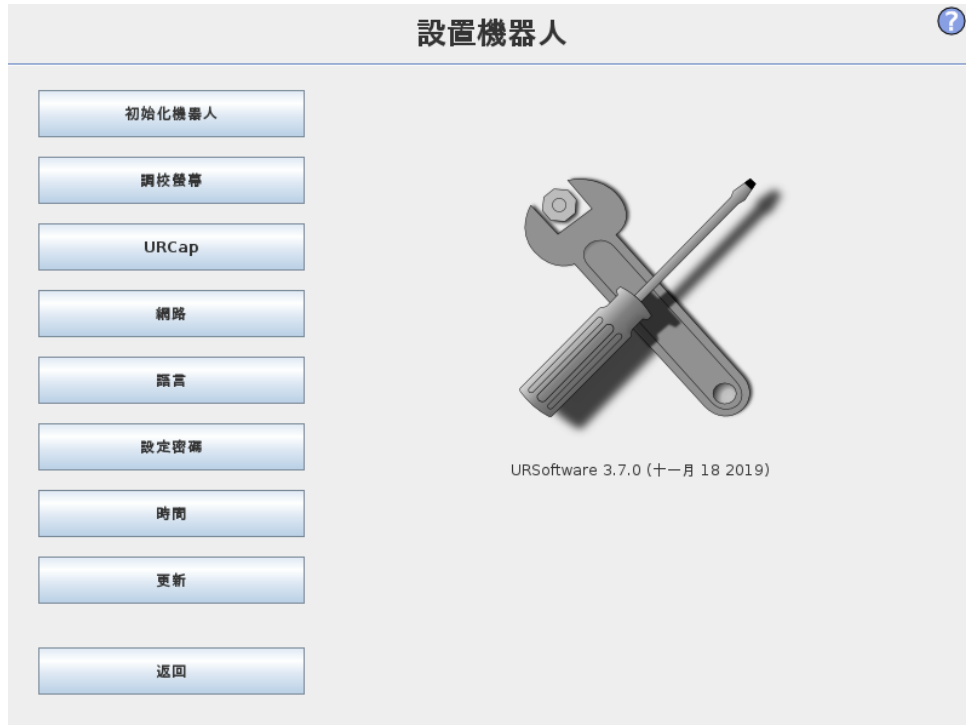 設置機器人
?
初始化機器人
調校螢幕
URCap
網路
語言
設定密碼
時間
更新
返回
URSoftware 3.7.0 (十一月 18 2019)